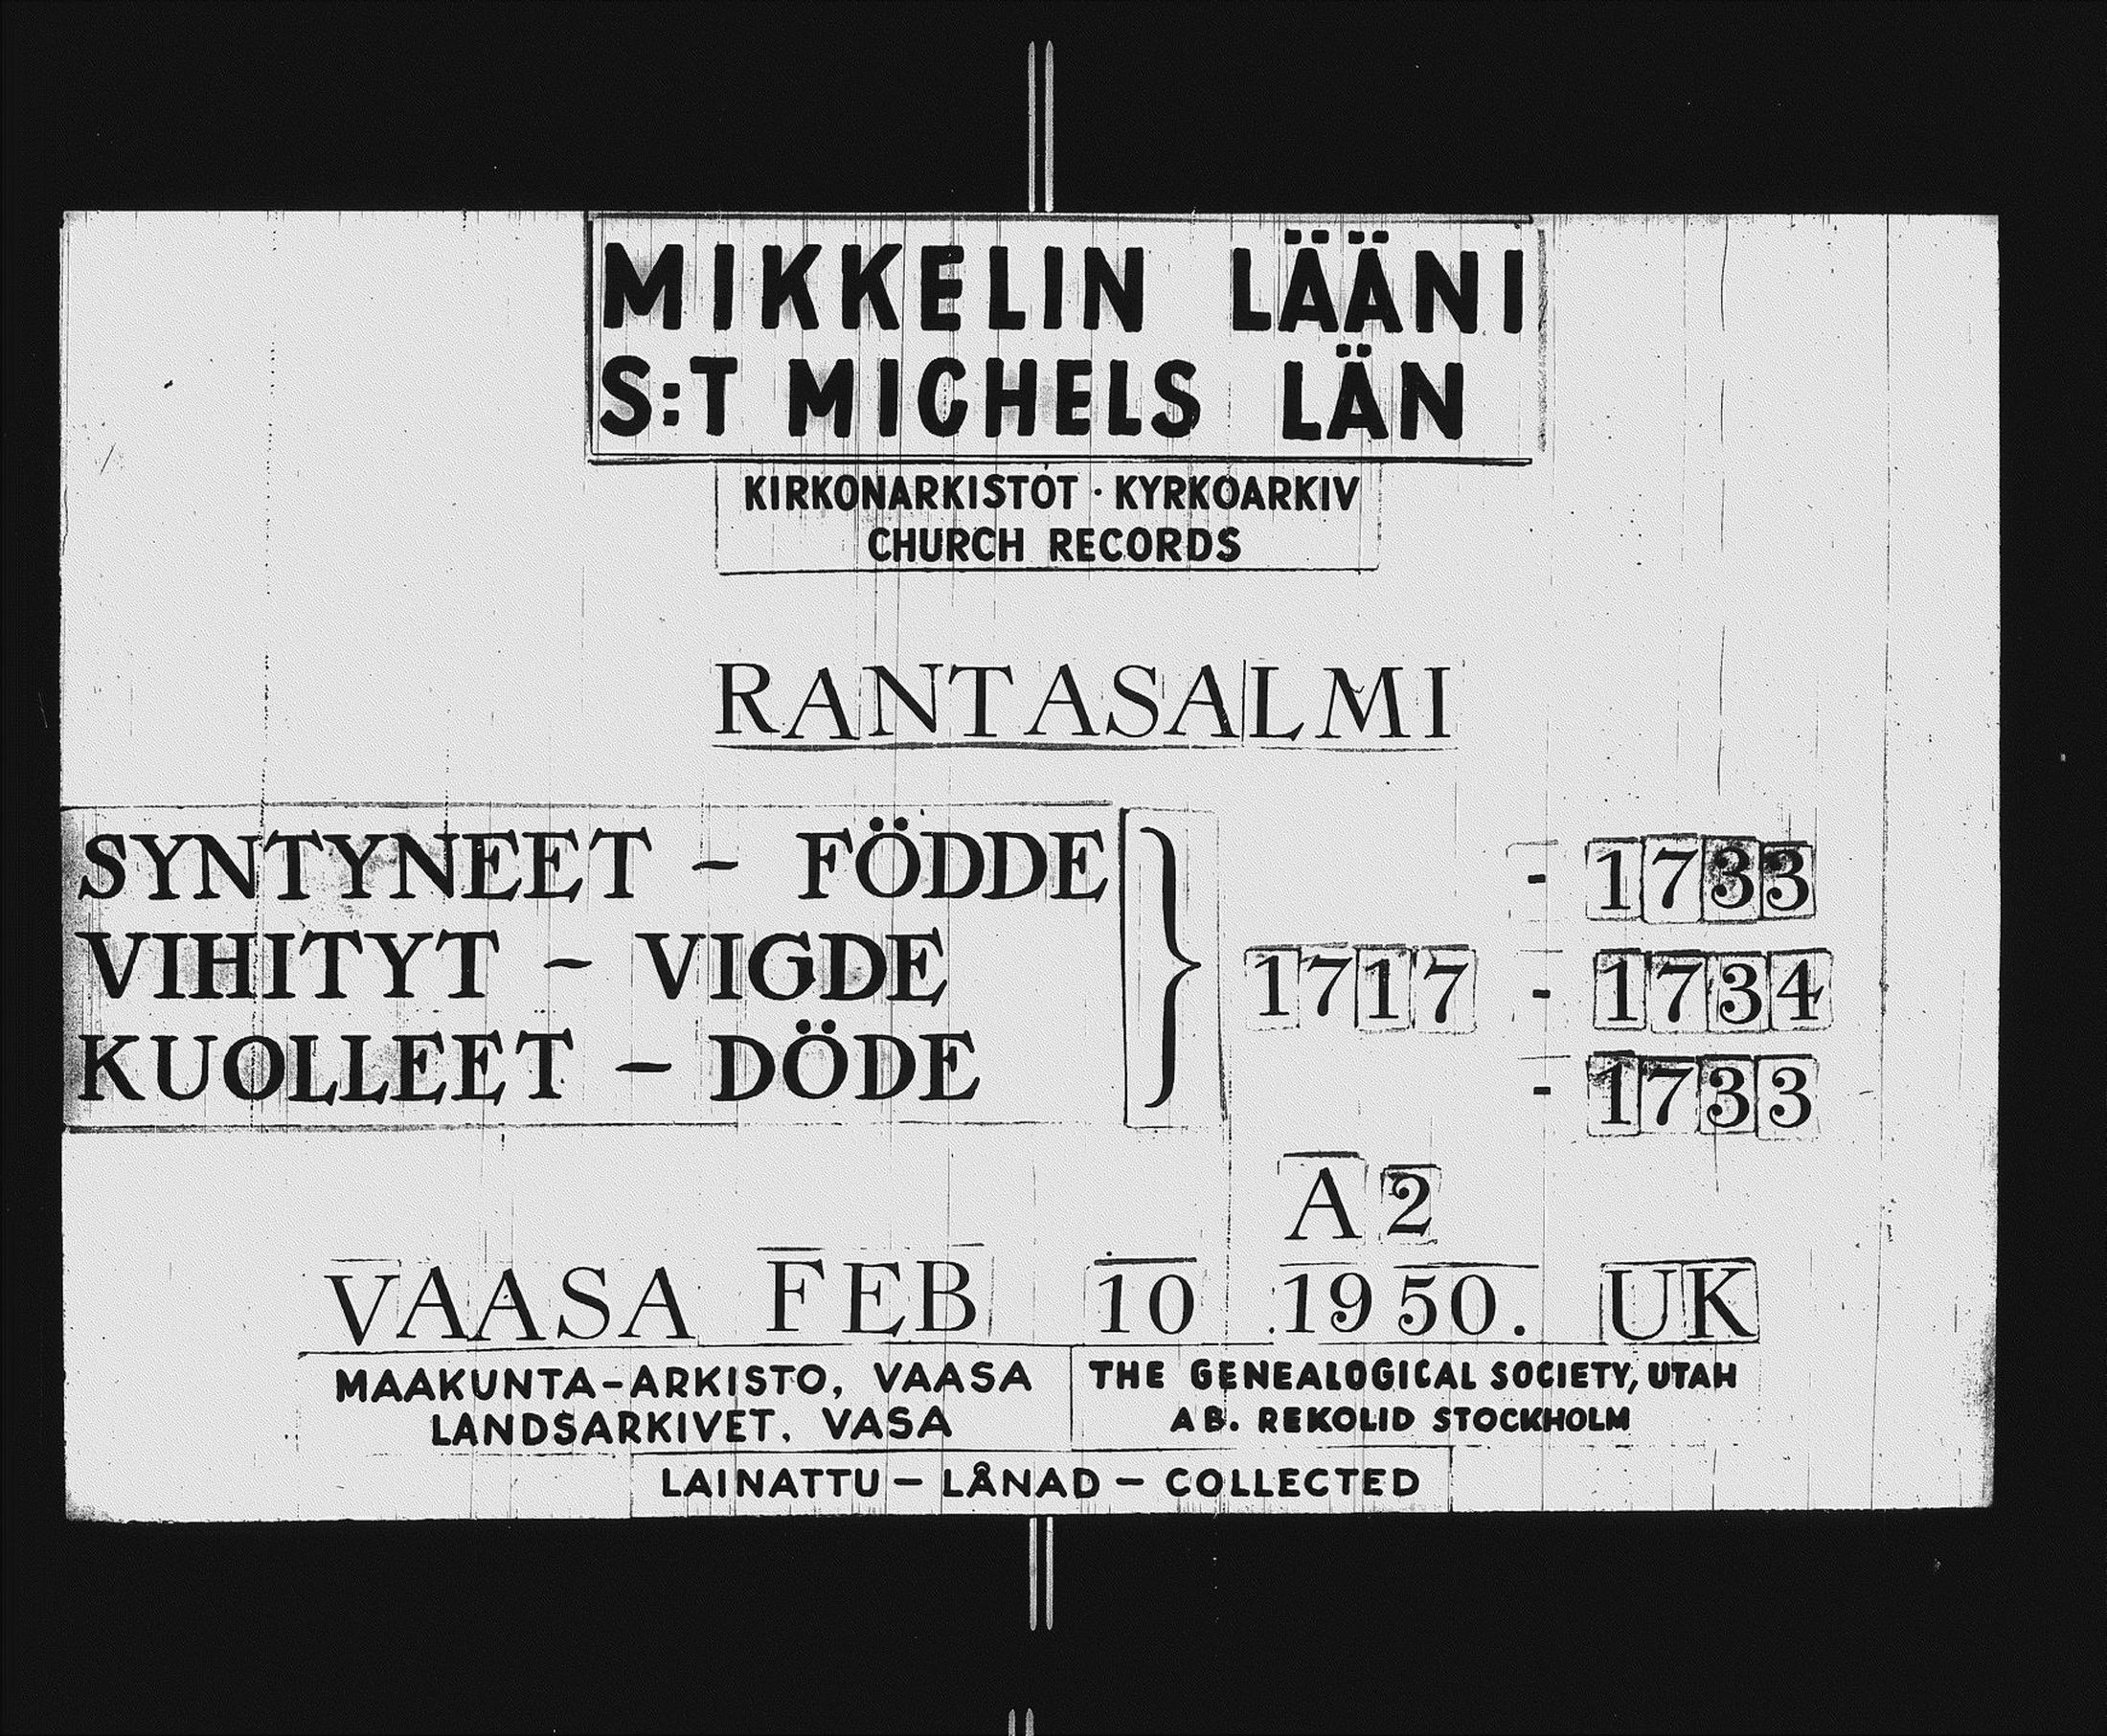 MIKKELIN LÄÄNI
S:T MICHELS LÄN
KIRKONARKISTOT · KYRKOARKIV
CHURCH RECORDS
RANTASALMI
SYNTYNEET - FÖDDE } - 1733
VIHITYT - VIGDE 1717 - 1734
KUOLLEET - DÖDE - 1733
A 2
VAASA FEB 10 1950. UK
MAAKUNTA-ARKISTO, VAASA
LANDSARKIVET, VASA
THE GENEALOGICAL SOCIETY, UTAH
AB. REKOLID STOCKHOLM
LAINATTU - LÅNAD - COLLECTED